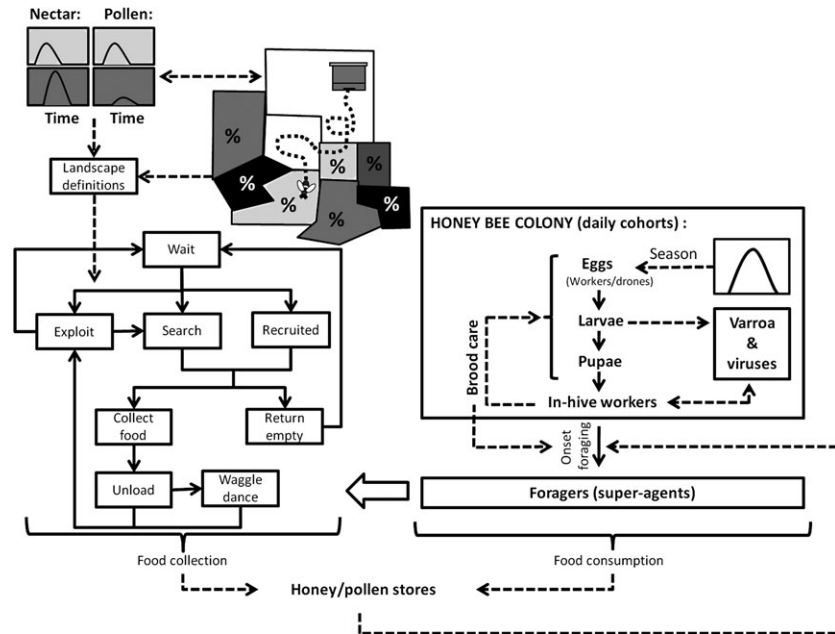 Nectar: Pollen:
Time Time
%
%
%
%
%
%
%
Landscape
definitions
Wait
Exploit
Search
Recruited
Collect
food
Return
empty
Unload
Waggle
dance
Food collection
HONEY BEE COLONY (daily cohorts) :
Eggs
(Workers/drones)
Season
Larvae
Pupae
In-hive workers
Varroa
&
viruses
Brood care
Onset
foraging
Foragers (super-agents)
Food consumption
Honey/pollen stores